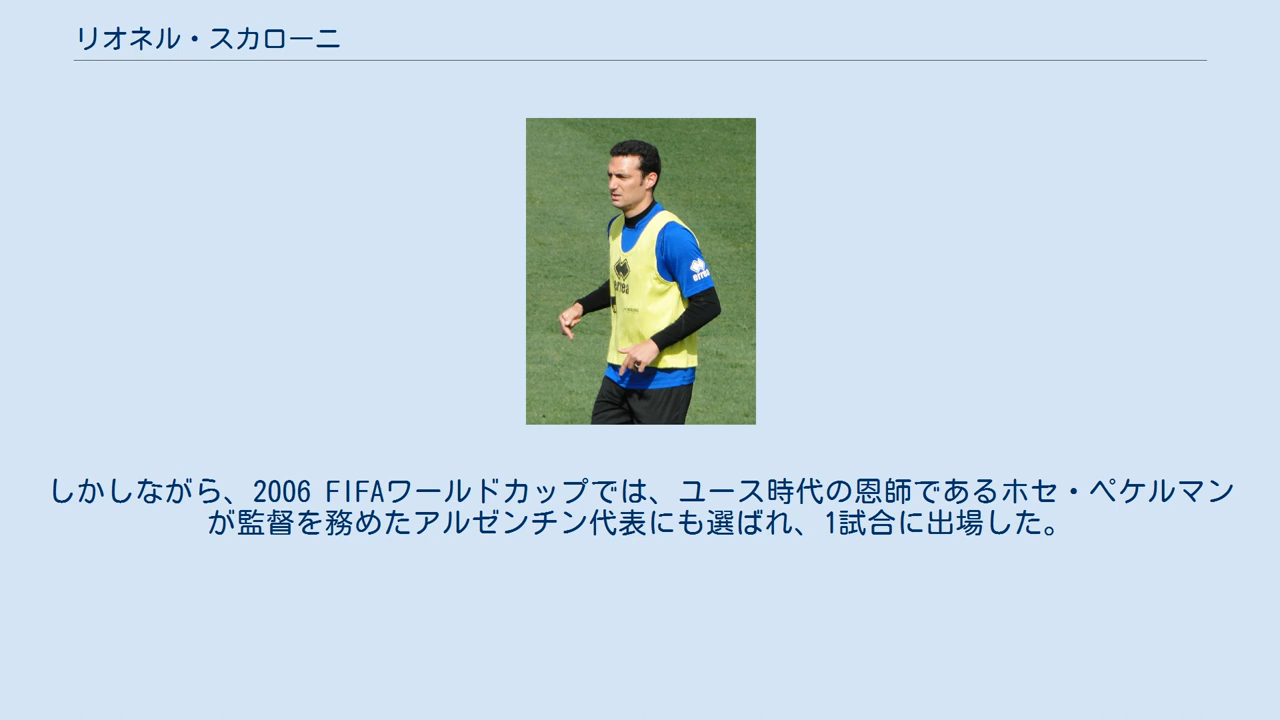 リオネル・スカローニ
errea
errea
しかしながら、2006 FIFAワールドカップでは、ユース時代の恩師であるホセ・ペケルマン
が監督を務めたアルゼンチン代表にも選ばれ、1試合に出場した。